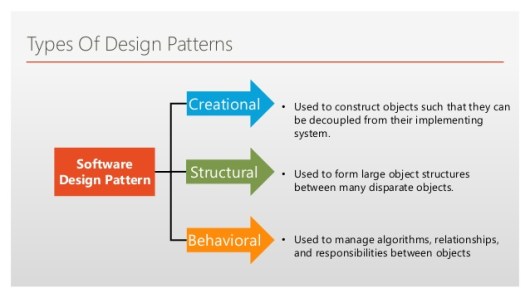 Types Of Design Patterns
Creational
• Used to construct objects such that they can
be decoupled from their implementing
system.
Software
Design Pattern
Structural
• Used to form large object structures
between many disparate objects.
Behavioral
• Used to manage algorithms, relationships,
and responsibilities between objects